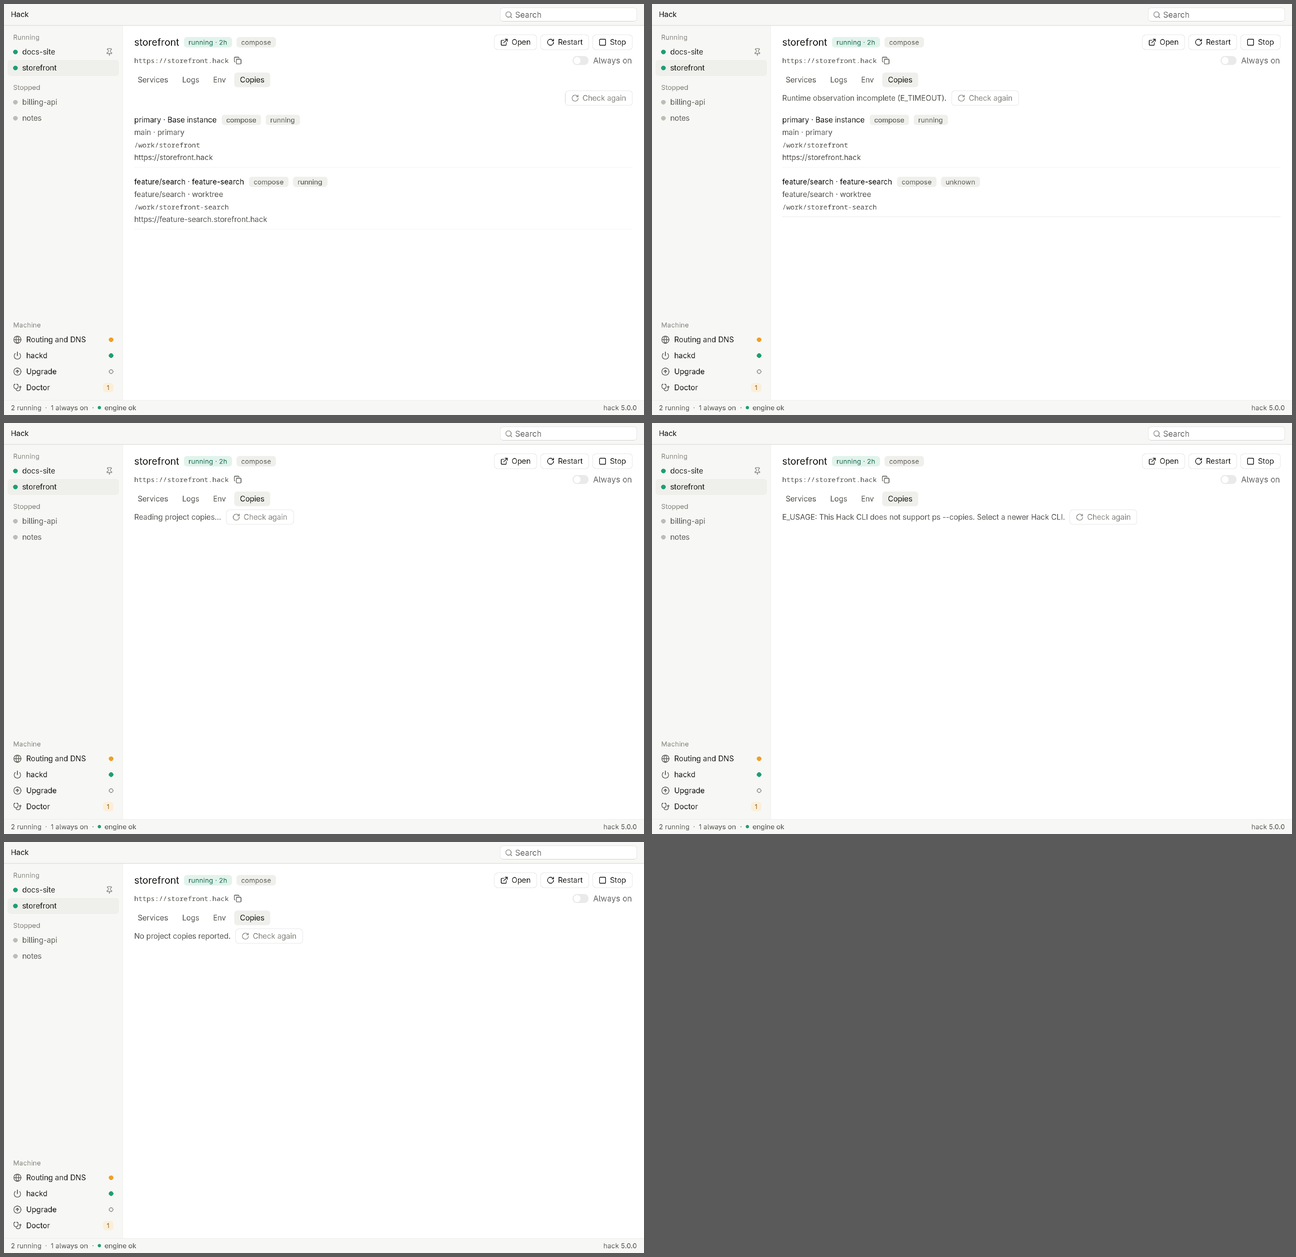 Hack
Search
Running
docs-site
storefront
Stopped
billing-api
notes
Machine
Routing and DNS
hackd
Upgrade
Doctor 1
storefront running · 2h compose
Open Restart Stop
https://storefront.hack
Always on
Services Logs Env Copies
Check again
primary · Base instance compose running
main · primary
/work/storefront
https://storefront.hack
feature/search · feature-search compose running
feature/search · worktree
/work/storefront-search
https://feature-search.storefront.hack
2 running · 1 always on · engine ok
hack 5.0.0
Hack
Search
Running
docs-site
storefront
Stopped
billing-api
notes
Machine
Routing and DNS
hackd
Upgrade
Doctor 1
storefront running · 2h compose
Open Restart Stop
https://storefront.hack
Always on
Services Logs Env Copies
Runtime observation incomplete (E_TIMEOUT). Check again
primary · Base instance compose running
main · primary
/work/storefront
https://storefront.hack
feature/search · feature-search compose unknown
feature/search · worktree
/work/storefront-search
2 running · 1 always on · engine ok
hack 5.0.0
Hack
Search
Running
docs-site
storefront
Stopped
billing-api
notes
Machine
Routing and DNS
hackd
Upgrade
Doctor 1
storefront running · 2h compose
Open Restart Stop
https://storefront.hack
Always on
Services Logs Env Copies
Reading project copies... Check again
2 running · 1 always on · engine ok
hack 5.0.0
Hack
Search
Running
docs-site
storefront
Stopped
billing-api
notes
Machine
Routing and DNS
hackd
Upgrade
Doctor 1
storefront running · 2h compose
Open Restart Stop
https://storefront.hack
Always on
Services Logs Env Copies
E_USAGE: This Hack CLI does not support ps --copies. Select a newer Hack CLI. Check again
2 running · 1 always on · engine ok
hack 5.0.0
Hack
Search
Running
docs-site
storefront
Stopped
billing-api
notes
Machine
Routing and DNS
hackd
Upgrade
Doctor 1
storefront running · 2h compose
Open Restart Stop
https://storefront.hack
Always on
Services Logs Env Copies
No project copies reported. Check again
2 running · 1 always on · engine ok
hack 5.0.0